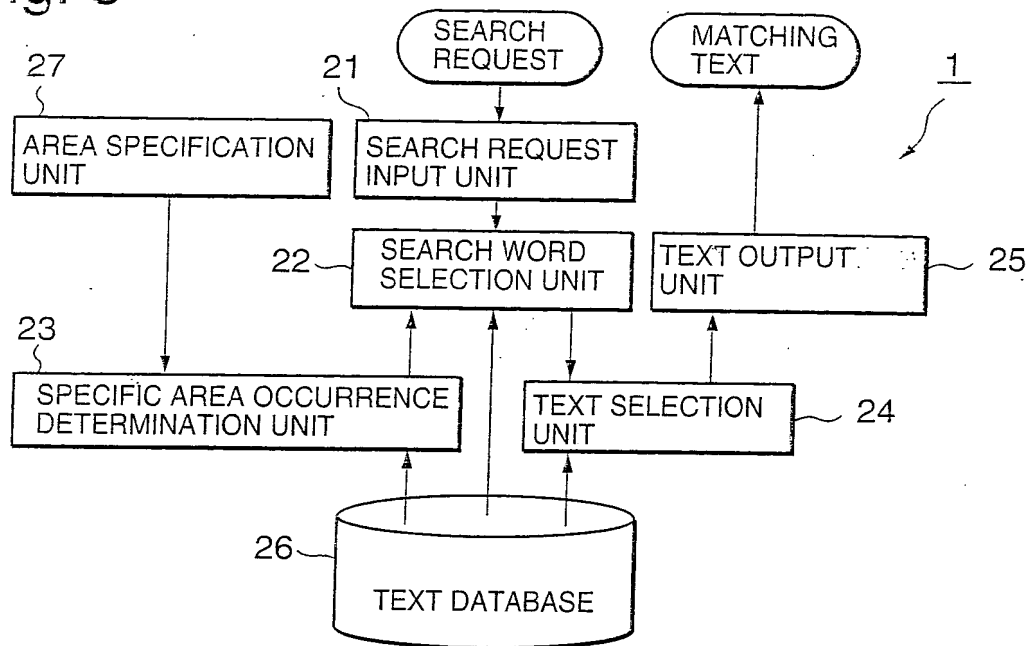 SEARCH
REQUEST
MATCHING
TEXT
1
27
21
AREA SPECIFICATION
UNIT
SEARCH REQUEST
INPUT UNIT
22
SEARCH WORD
SELECTION UNIT
TEXT OUTPUT
UNIT
25
23
SPECIFIC AREA OCCURRENCE
DETERMINATION UNIT
TEXT SELECTION
UNIT
24
26
TEXT DATABASE